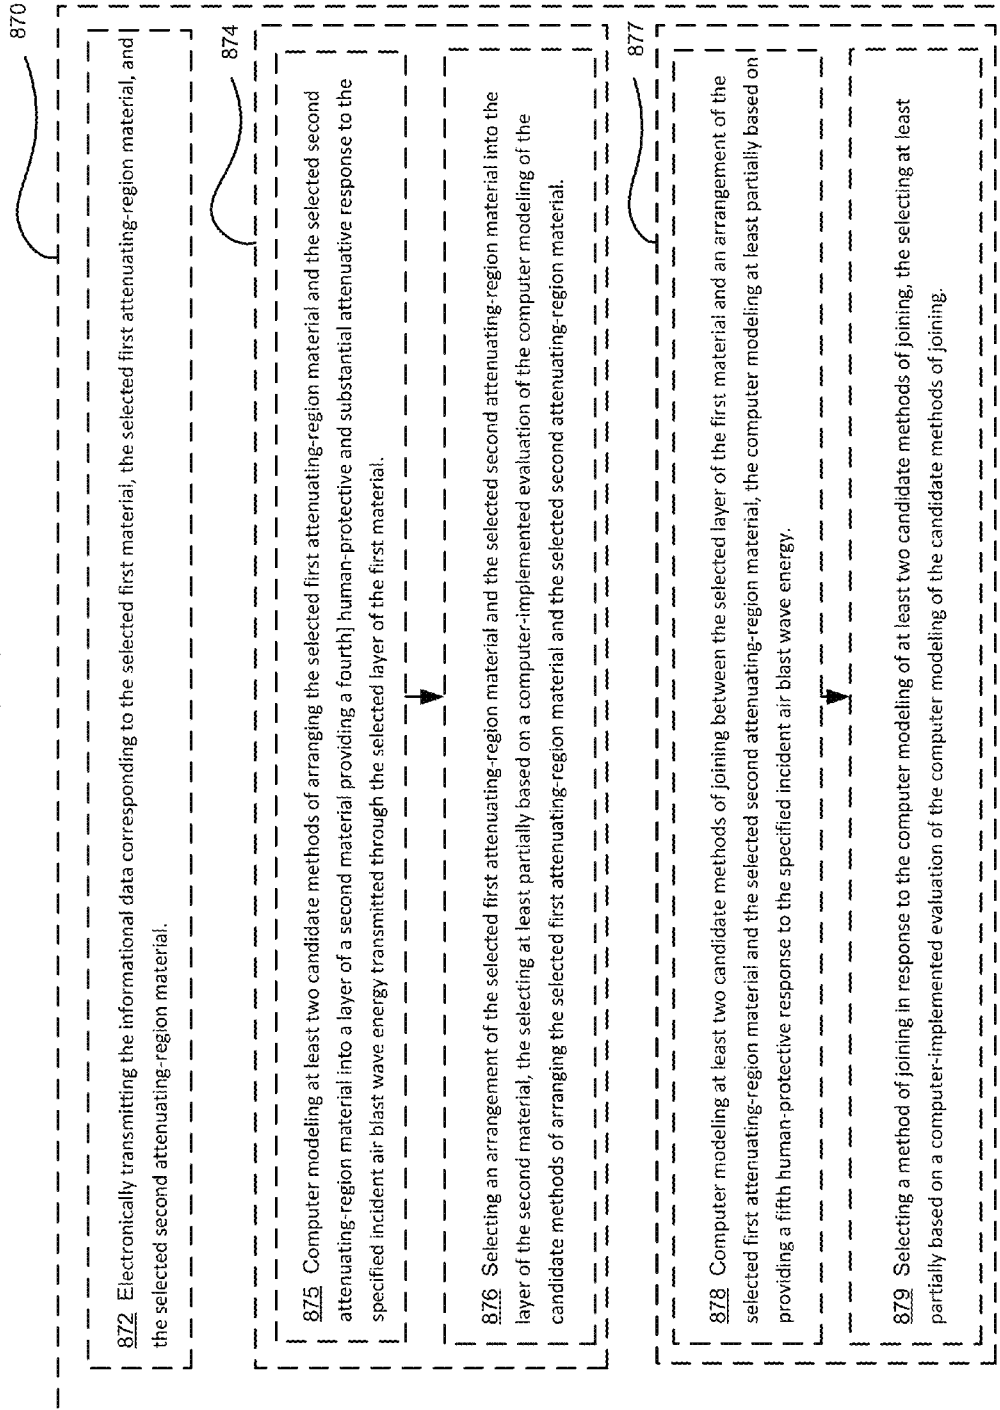 870
872 Electronically transmitting the informational data corresponding to the selected first material, the selected first attenuating-region material, and
the selected second attenuating-region material.
874
875 Computer modeling at least two candidate methods of arranging the selected first attenuating-region material and the selected second
attenuating-region material into a layer of a second material providing a fourth] human-protective and substantial attenuative response to the
specified incident air blast wave energy transmitted through the selected layer of the first material.
876 Selecting an arrangement of the selected first attenuating-region material and the selected second attenuating-region material into the
layer of the second material, the selecting at least partially based on a computer-implemented evaluation of the computer modeling of the
candidate methods of arranging the selected first attenuating-region material and the selected second attenuating-region material.
877
878 Computer modeling at least two candidate methods of joining between the selected layer of the first material and an arrangement of the
selected first attenuating-region material and the selected second attenuating-region material, the computer modeling at least partially based on
providing a fifth human-protective response to the specified incident air blast wave energy.
879 Selecting a method of joining in response to the computer modeling of at least two candidate methods of joining, the selecting at least
partially based on a computer-implemented evaluation of the computer modeling of the candidate methods of joining.